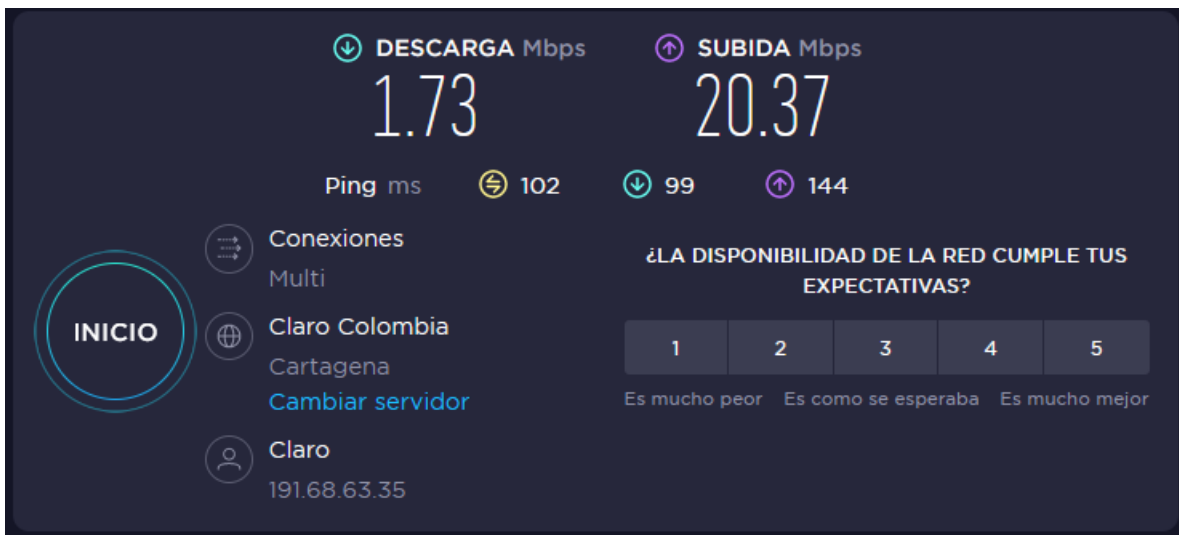 DESCARGA Mbps
1.73
SUBIDA Mbps
20.37
Ping ms 102 99 144
INICIO
Conexiones
Multi
Claro Colombia
Cartagena
Cambiar servidor
Claro
191.68.63.35
¿LA DISPONIBILIDAD DE LA RED CUMPLE TUS
EXPECTATIVAS?
1 2 3 4 5
Es mucho peor Es como se esperaba Es mucho mejor